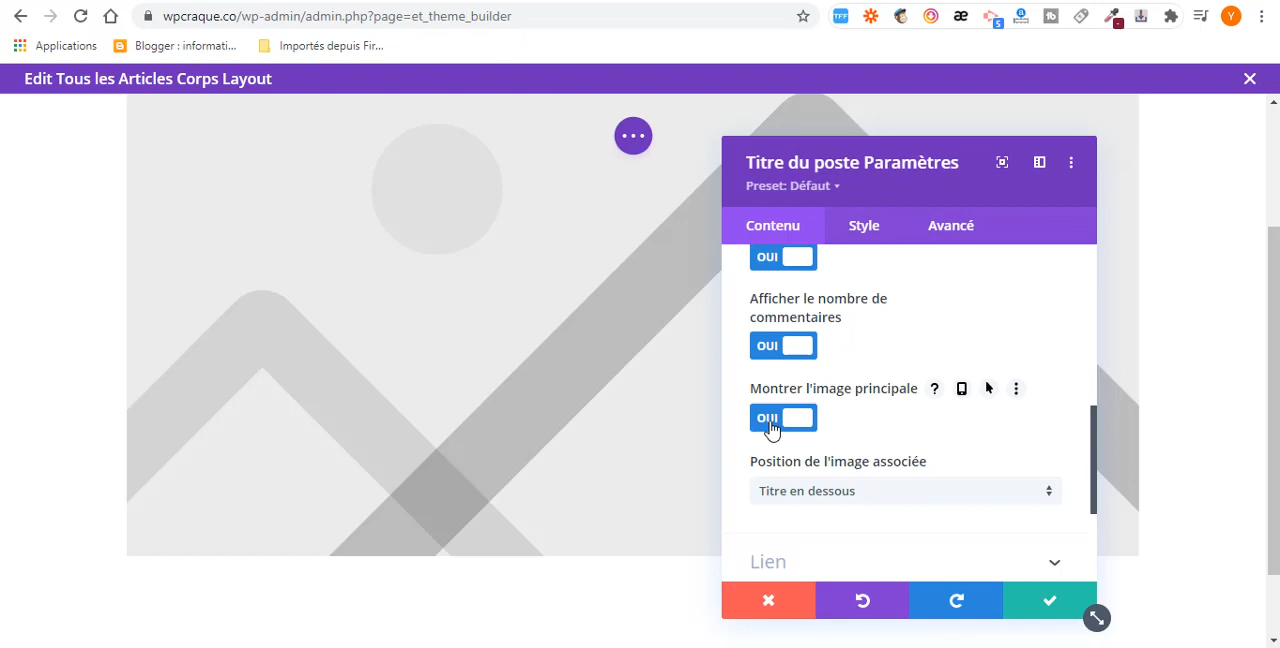 wpcraque.co/wp-admin/admin.php?page=et_theme_builder
TFF
5
Y
Applications
Blogger : informati...
Importés depuis Fir...
Edit Tous les Articles Corps Layout
Titre du poste Paramètres
Preset: Défaut
Contenu
Style
Avancé
OUI
Afficher le nombre de
commentaires
OUI
Montrer l'image principale ?
OUI
Position de l'image associée
Titre en dessous
Lien